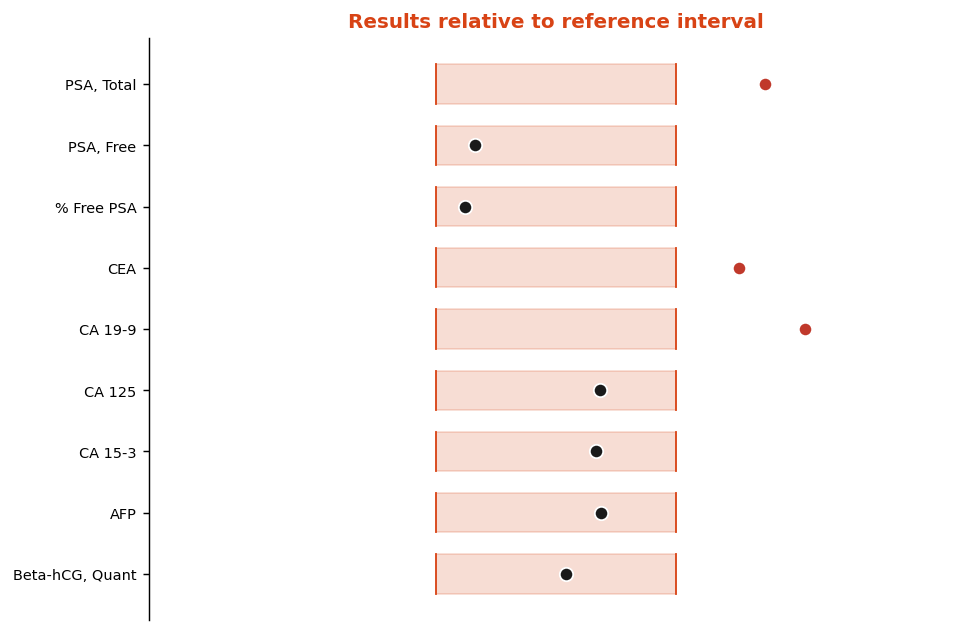 Results relative to reference interval
PSA, Total
PSA, Free
% Free PSA
CEA
CA 19-9
CA 125
CA 15-3
AFP
Beta-hCG, Quant